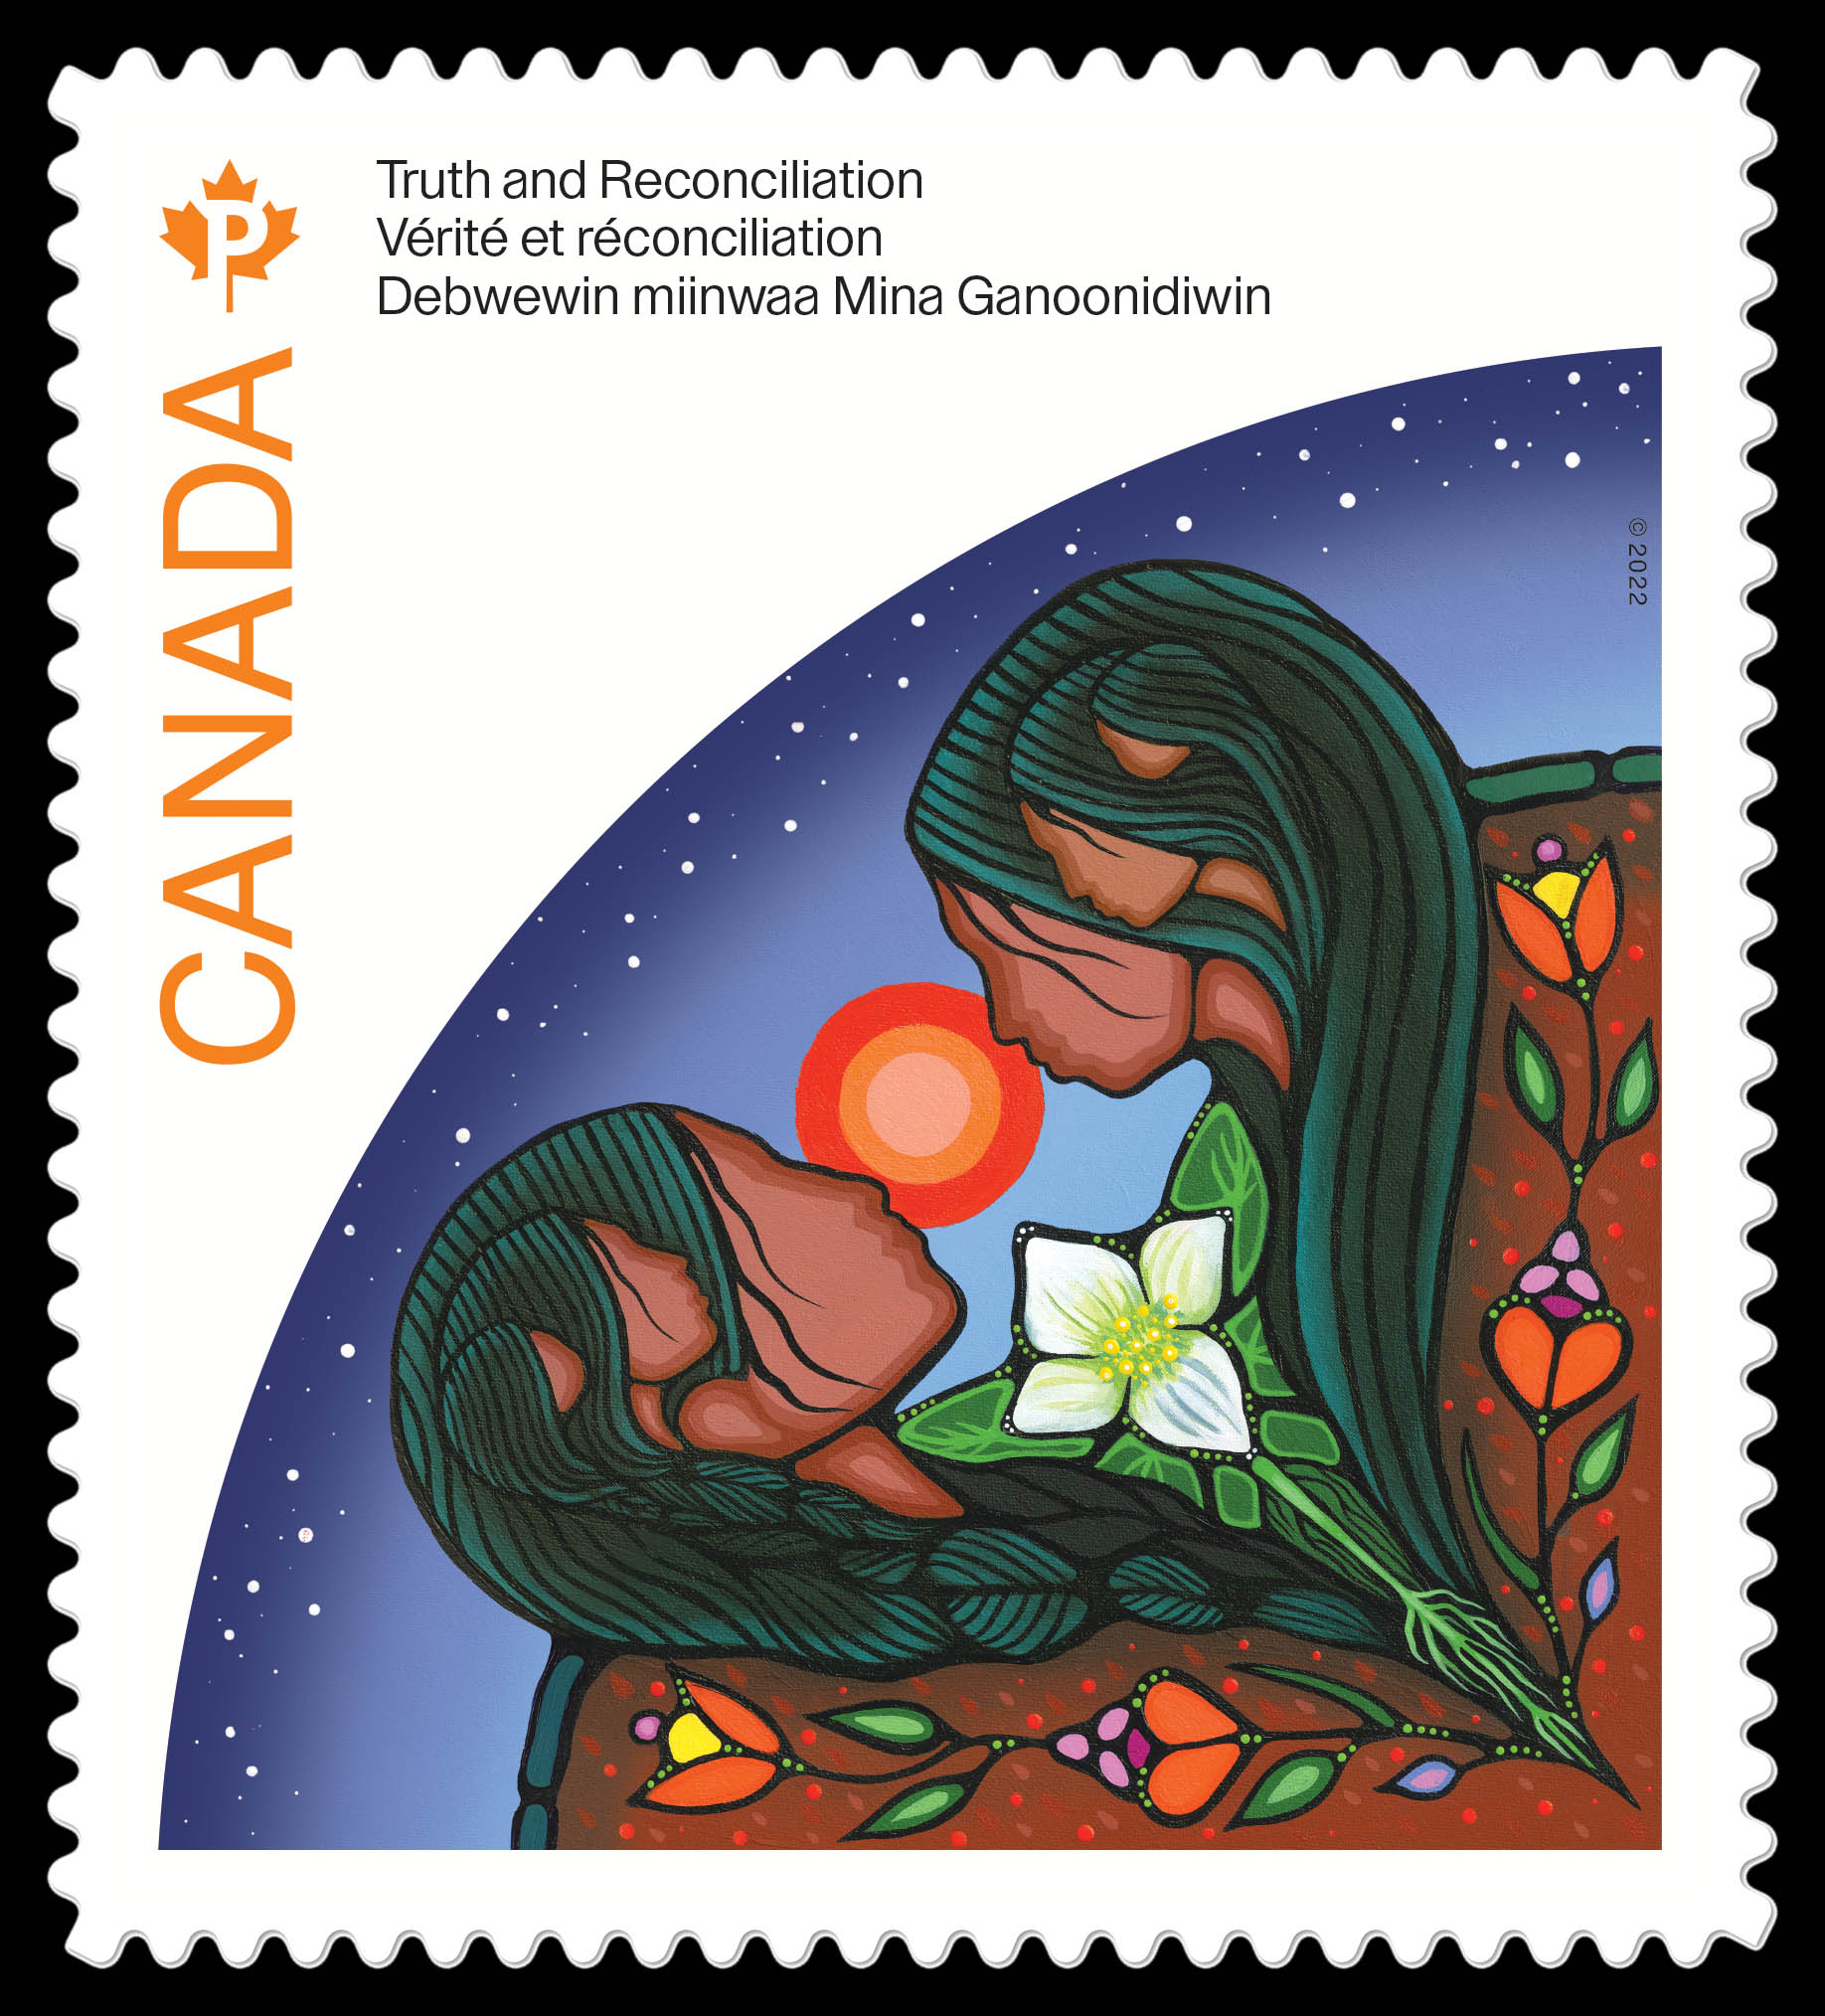 P
Truth and Reconciliation
Vérité et réconciliation
Debwewin miinwaa Mina Ganoonidiwin
CANADA
© 2022